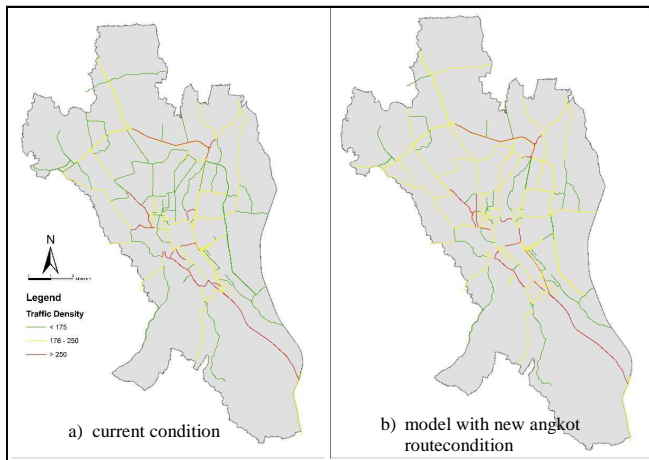 N
Legend
Traffic Density
< 175
176 - 250
> 250
a) current condition
b) model with new angkot
routecondition